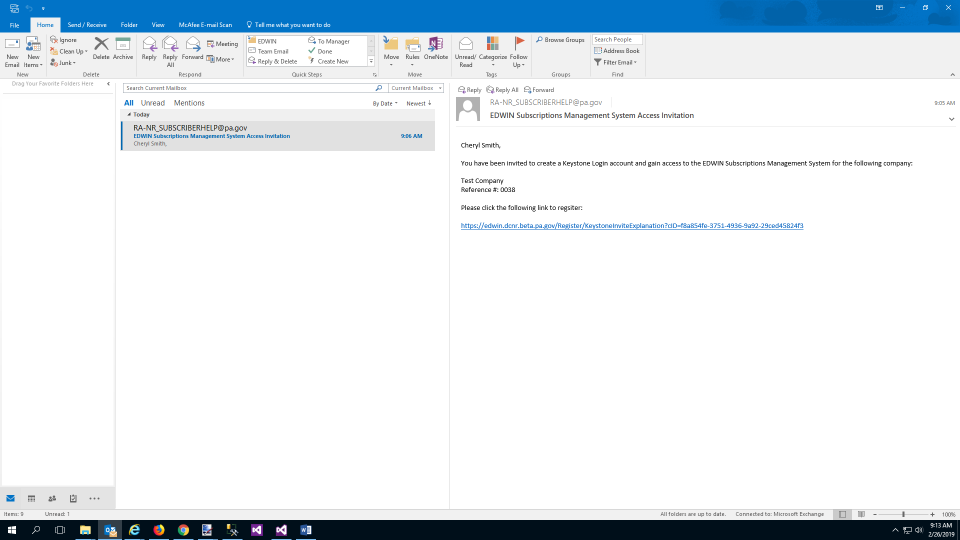 File Home Send / Receive Folder View McAfee E-mail Scan Tell me what you want to do
New Email
New Items
New
Ignore
Clean Up
Junk
Delete
Archive
Delete
Reply
Reply All
Forward
Meeting
More
Respond
EDWIN
Team Email
Reply & Delete
To Manager
Done
Create New
Quick Steps
Move
Rules
OneNote
Move
Unread/ Read
Categorize
Follow Up
Tags
Browse Groups
Groups
Search People
Address Book
Filter Email
Find
Drag Your Favorite Folders Here
Search Current Mailbox
Current Mailbox
All Unread Mentions
By Date Newest
Today
RA-NR_SUBSCRIBERHELP@pa.gov
EDWIN Subscriptions Management System Access Invitation 9:06 AM
Cheryl Smith,
Reply Reply All Forward
RA-NR_SUBSCRIBERHELP@pa.gov
9:05 AM
EDWIN Subscriptions Management System Access Invitation
Cheryl Smith,
You have been invited to create a Keystone Login account and gain access to the EDWIN Subscriptions Management System for the following company:
Test Company
Reference #: 0038
Please click the following link to regsiter:
https://edwin.dcnr.beta.pa.gov/Register/KeystoneInviteExplanation?cID=f8a854fe-3751-4936-9a92-29ced45824f3
Items: 9 Unread: 1
All folders are up to date. Connected to: Microsoft Exchange 100%
9:13 AM
2/26/2019